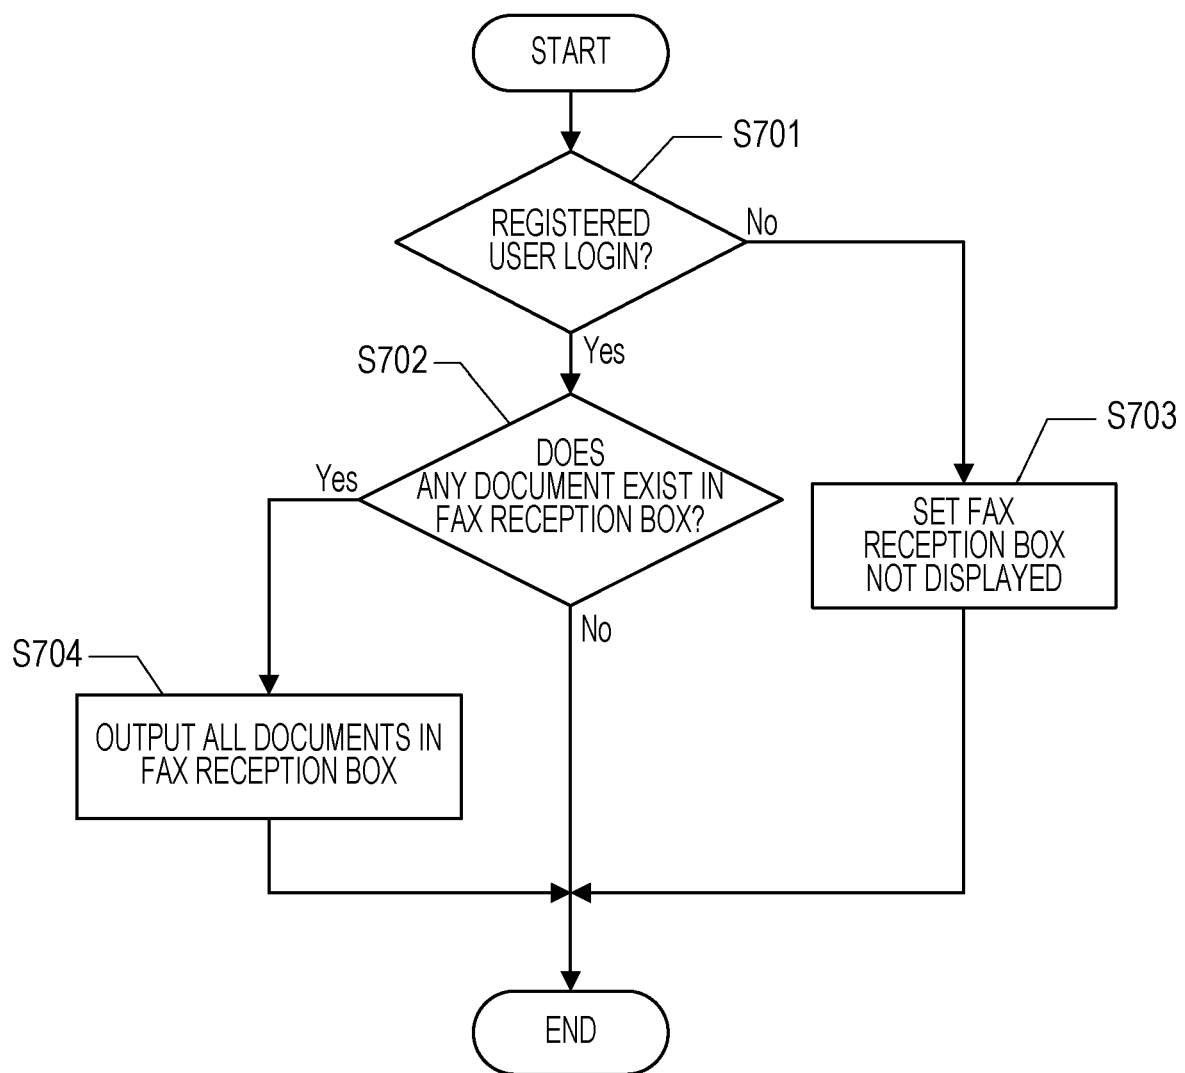 START
S701
REGISTERED
USER LOGIN?
No
Yes
S702
DOES
ANY DOCUMENT EXIST IN
FAX RECEPTION BOX?
Yes
No
S703
SET FAX
RECEPTION BOX
NOT DISPLAYED
S704
OUTPUT ALL DOCUMENTS IN
FAX RECEPTION BOX
END